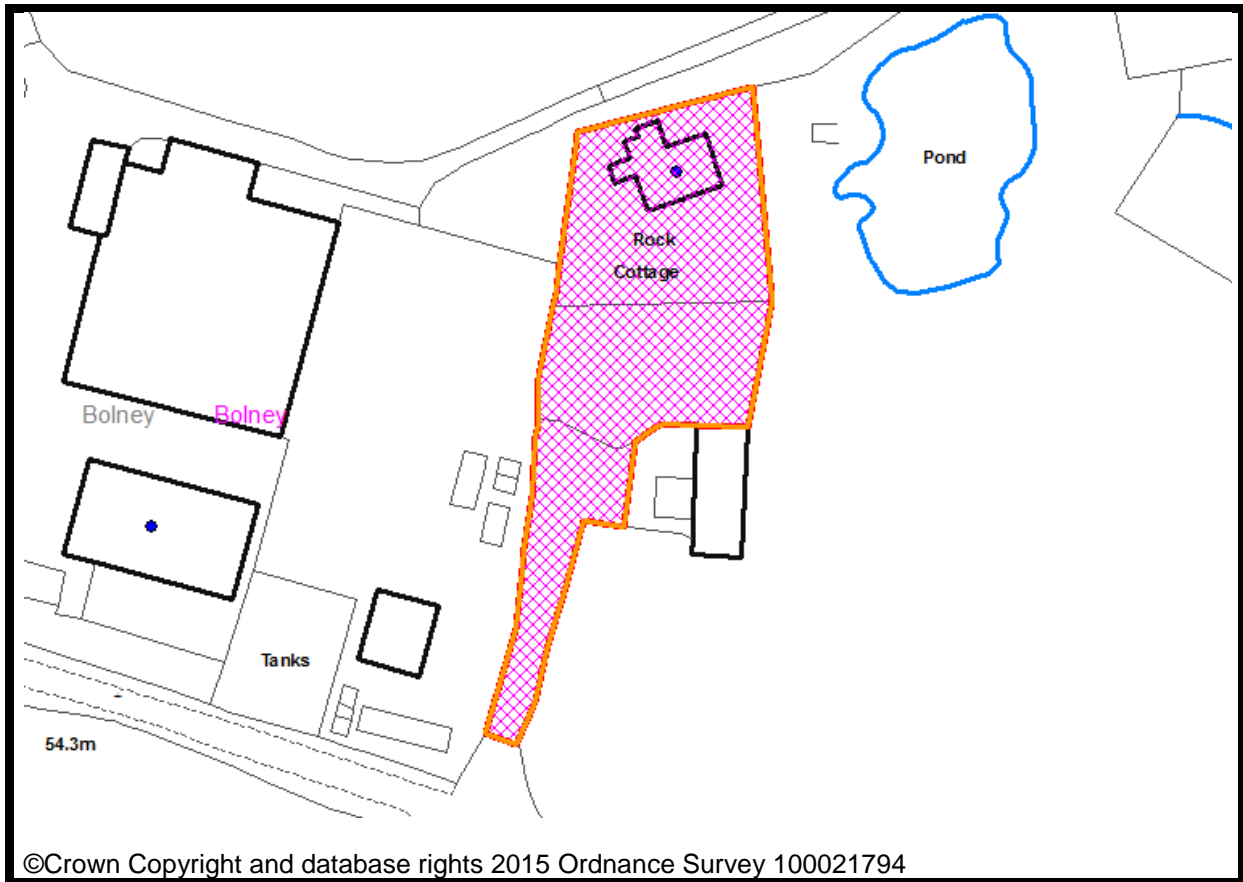 Pond
Rock
Cottage
Bolney Bolney
Tanks
54.3m
©Crown Copyright and database rights 2015 Ordnance Survey 100021794